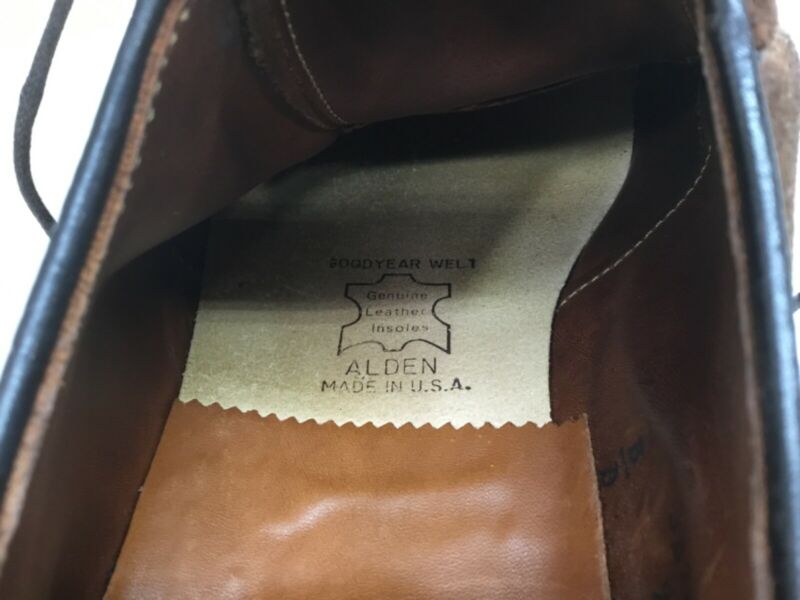 GOODYEAR WELT
Genuine
Leather
Insoles
ALDEN
MADE IN U.S.A.